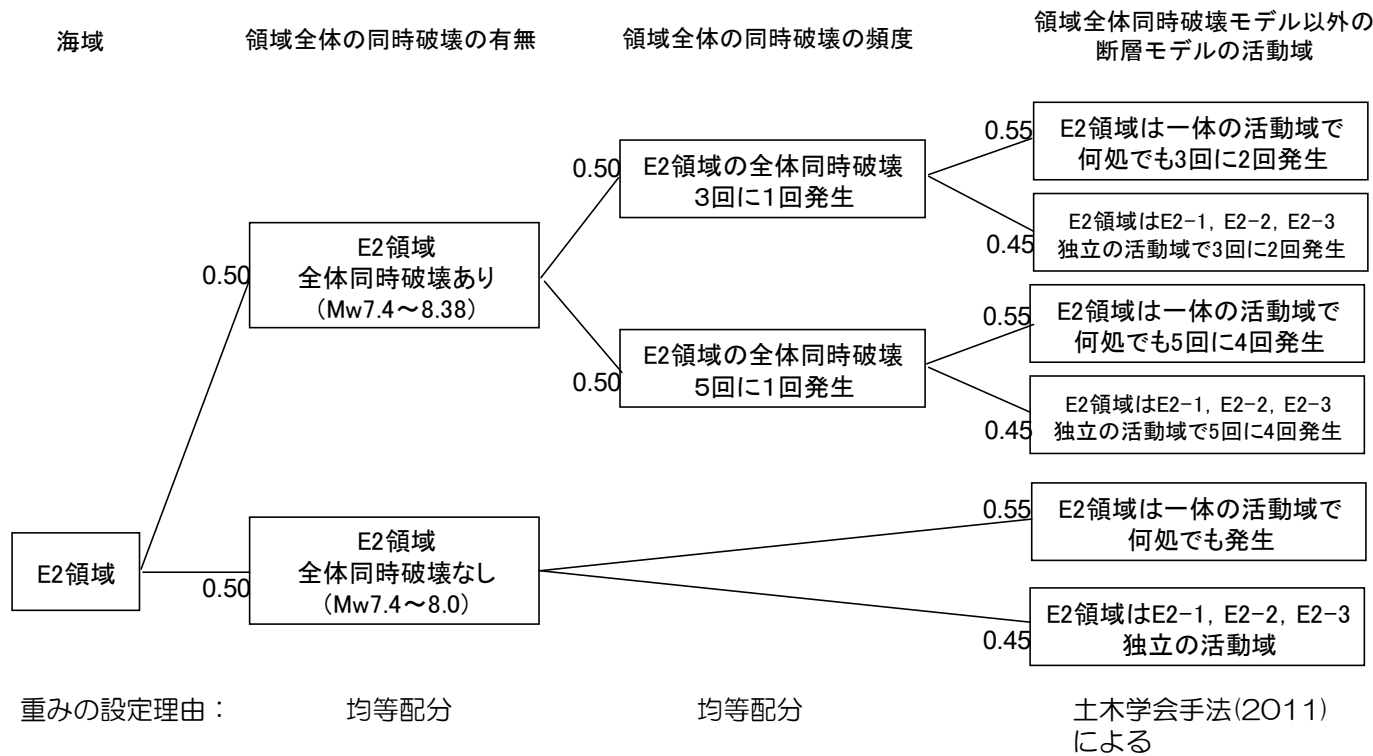 海域
領域全体の同時破壊の有無
領域全体の同時破壊の頻度
領域全体同時破壊モデル以外の
断層モデルの活動域
E2領域
0.50
E2領域
全体同時破壊あり
(Mw7.4～8.38)
0.50
E2領域の全体同時破壊
３回に１回発生
0.55
E2領域は一体の活動域で
何処でも3回に2回発生
0.45
E2領域はE2-1, E2-2, E2-3
独立の活動域で3回に2回発生
0.50
E2領域の全体同時破壊
５回に１回発生
0.55
E2領域は一体の活動域で
何処でも5回に4回発生
0.45
E2領域はE2-1, E2-2, E2-3
独立の活動域で5回に4回発生
0.50
E2領域
全体同時破壊なし
(Mw7.4～8.0)
0.55
E2領域は一体の活動域で
何処でも発生
0.45
E2領域はE2-1, E2-2, E2-3
独立の活動域
重みの設定理由：
均等配分
均等配分
土木学会手法(2011)
による